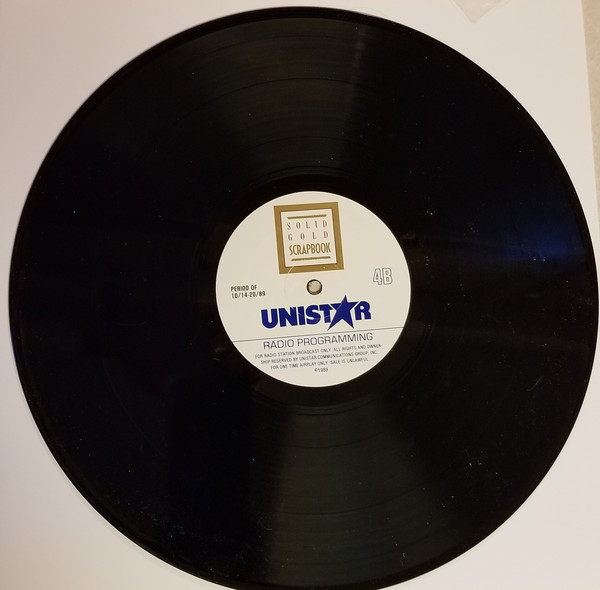 SOLID
GOLD
SCRAPBOOK
4B
PERIOD OF
10/14-20/89
UNISTAR
RADIO PROGRAMMING
FOR RADIO STATION BROADCAST ONLY. ALL RIGHTS AND OWNER-
SHIP RESERVED BY UNISTAR COMMUNICATIONS GROUP, INC.
FOR ONE TIME AIRPLAY ONLY. SALE IS UNLAWFUL.
℗1989